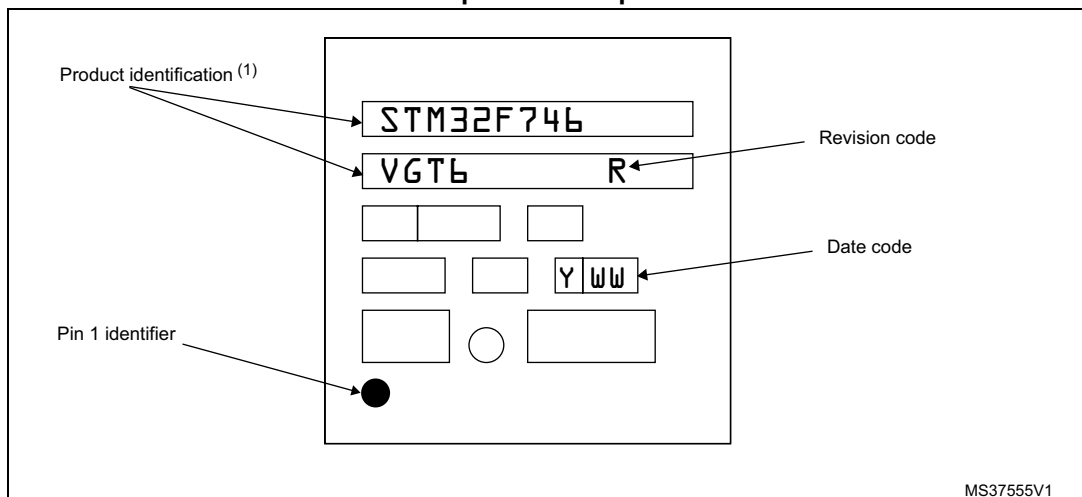 Product identification (1)
STM32F746
Revision code
VGT6 R
Date code
Y WW
Pin 1 identifier
MS37555V1